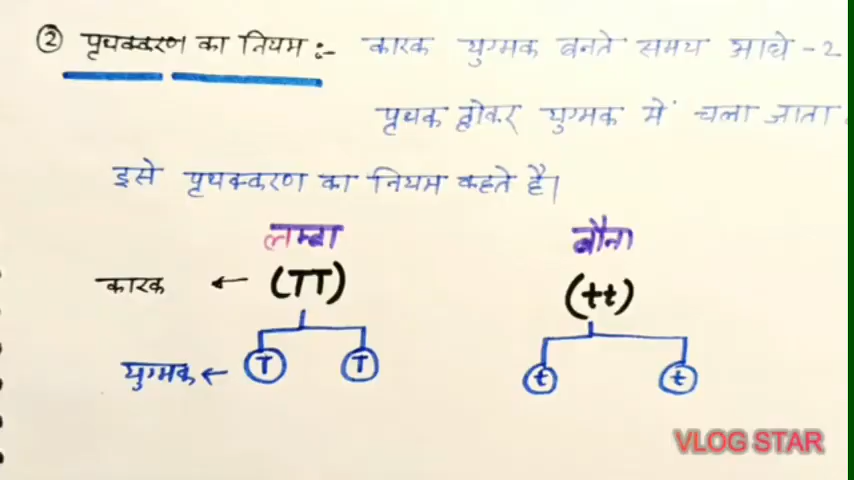 ② पृथक्करण का नियम :- कारक युग्मक बनते समय आधे -2
पृथक होकर युग्मक में चला जाता
इसे पृथक्करण का नियम कहते है।
लम्बा बौना
कारक ← (TT) (tt)
युग्मक ← T T t t
VLOG STAR